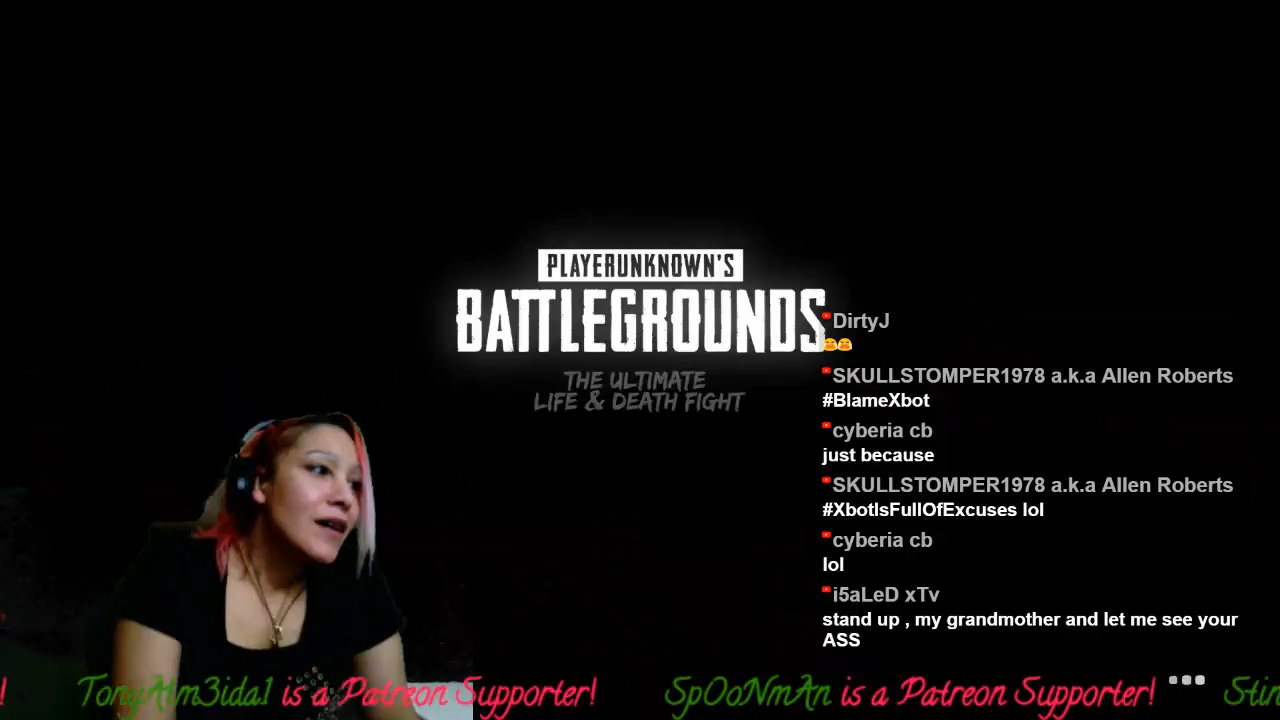 PLAYERUNKNOWN'S
BATTLEGROUNDS
THE ULTIMATE
LIFE & DEATH FIGHT
DirtyJ
SKULLSTOMPER1978 a.k.a Allen Roberts
#BlameXbot
cyberia cb
just because
SKULLSTOMPER1978 a.k.a Allen Roberts
#XbotIsFullOfExcuses lol
cyberia cb
lol
i5aLeD xTv
stand up , my grandmother and let me see your
ASS
! TonyAlm3ida1 is a Patreon Supporter! SpOoNmAn is a Patreon Supporter!